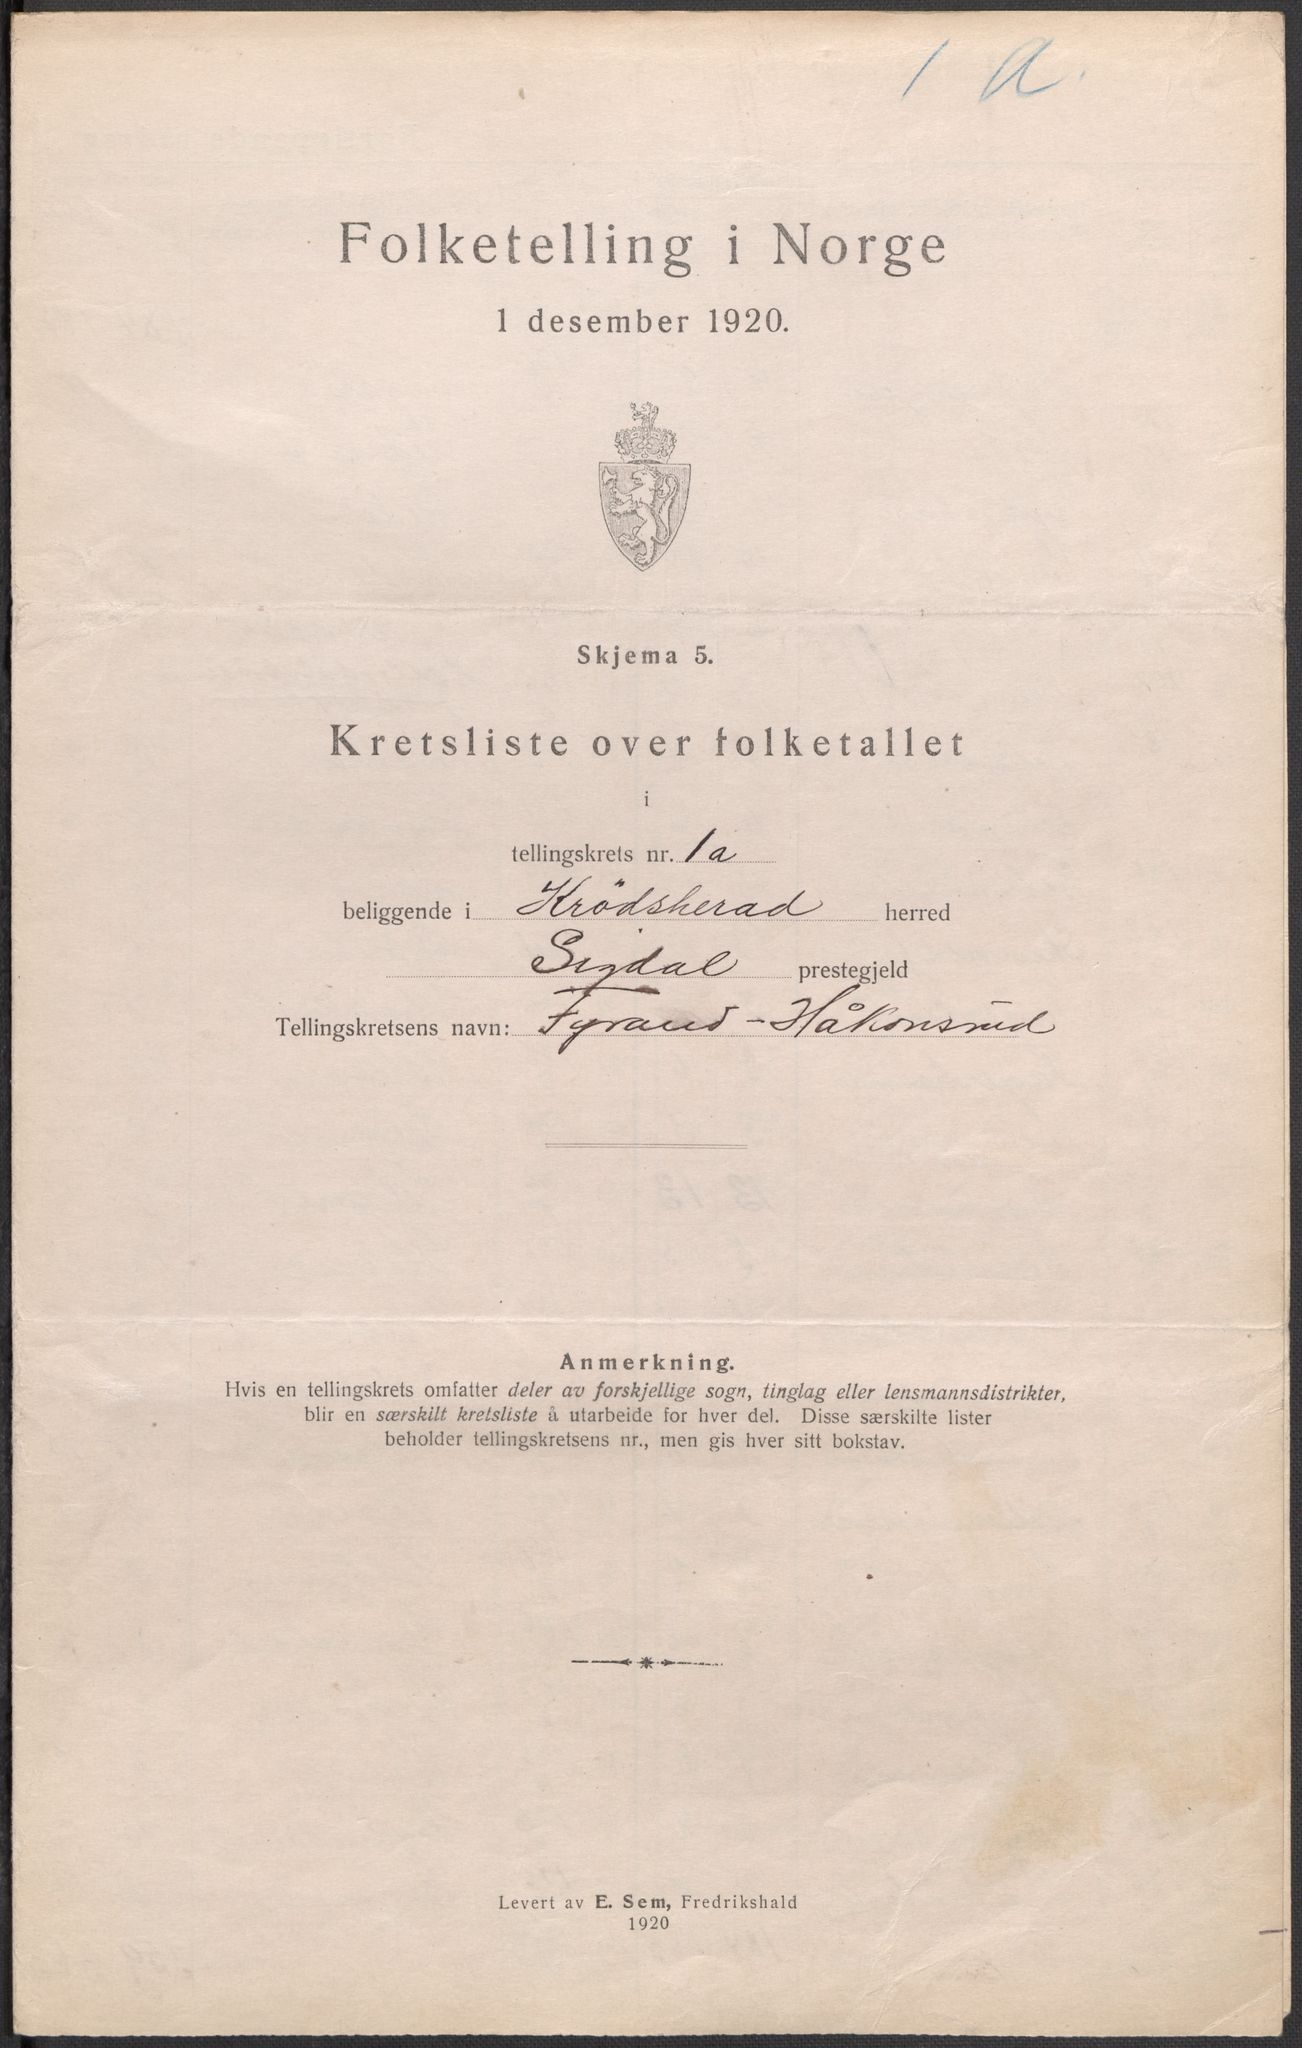 1 a.
Folketelling i Norge
1 desember 1920.
Skjema 5.
Kretsliste over folketallet
i
tellingskrets nr. 1a
beliggende i Krödsherad herred
Sigdal prestegjeld
Tellingskretsens navn: Fyrand - Håkonsrud
Anmerkning.
Hvis en tellingskrets omfatter deler av forskjellige sogn, tinglag eller lensmannsdistrikter,
blir en særskilt kretsliste å utarbeide for hver del. Disse særskilte lister
beholder tellingskretsens nr., men gis hver sitt bokstav.
Levert av E. Sem, Fredrikshald
1920